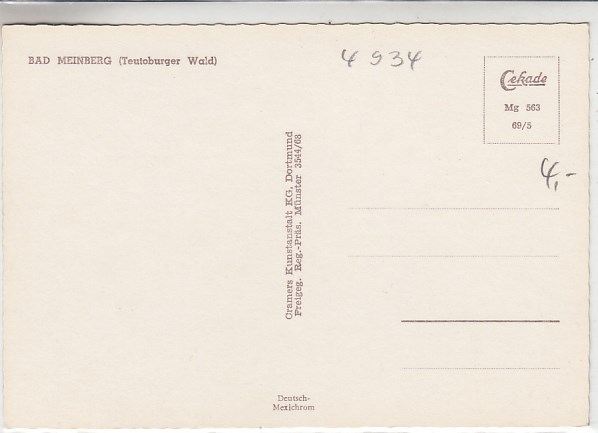 BAD MEINBERG (Teutoburger Wald)
4934
Cekade
Mg 563
69/5
4,-
Cramers Kunstanstalt KG, Dortmund
Freigeg. Reg.-Präs. Münster 3544/68
Deutsch-
Mexichrom